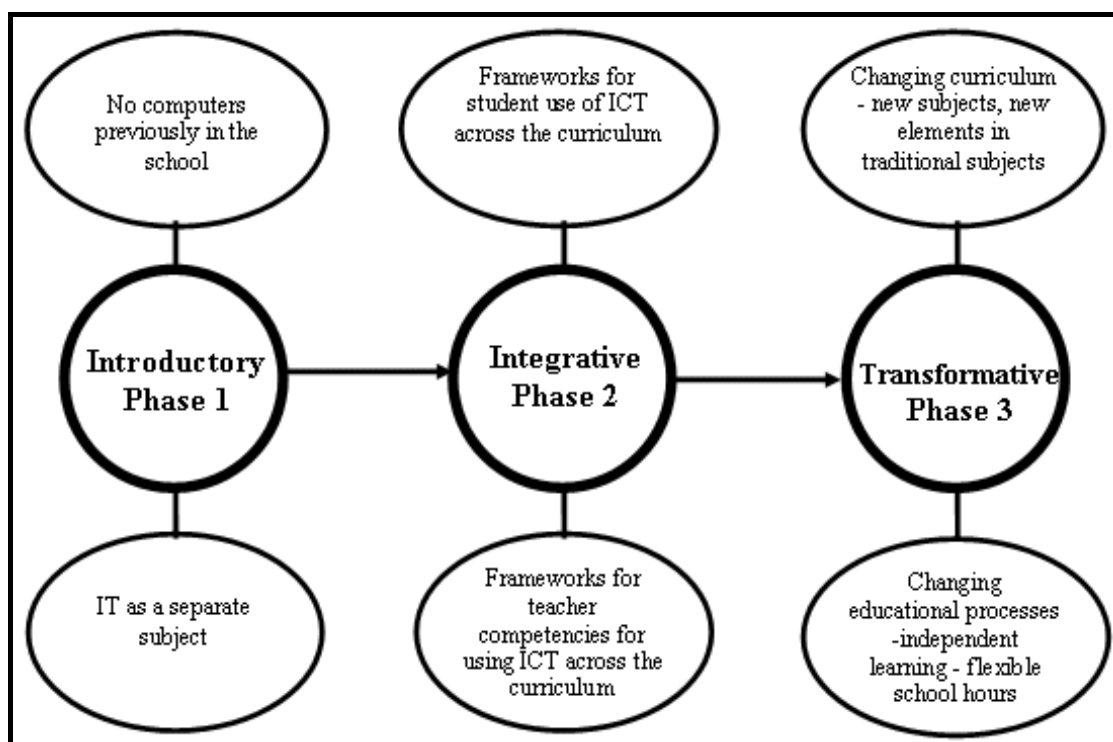 No computers
previously in the
school
Frameworks for
student use of ICT
across the curriculum
Changing curriculum
- new subjects, new
elements in
traditional subjects
Introductory
Phase 1
Integrative
Phase 2
Transformative
Phase 3
IT as a separate
subject
Frameworks for
teacher
competencies for
using ICT across the
curriculum
Changing
educational processes
-independent
learning - flexible
school hours